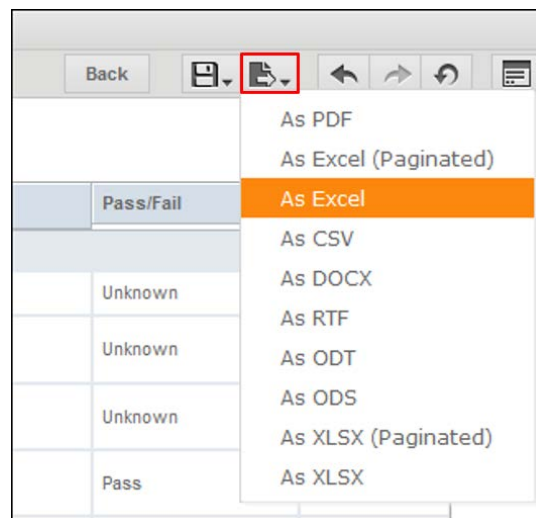 Back
As PDF
As Excel (Paginated)
Pass/Fail
As Excel
As CSV
Unknown
As DOCX
As RTF
Unknown
As ODT
As ODS
Unknown
As XLSX (Paginated)
Pass
As XLSX